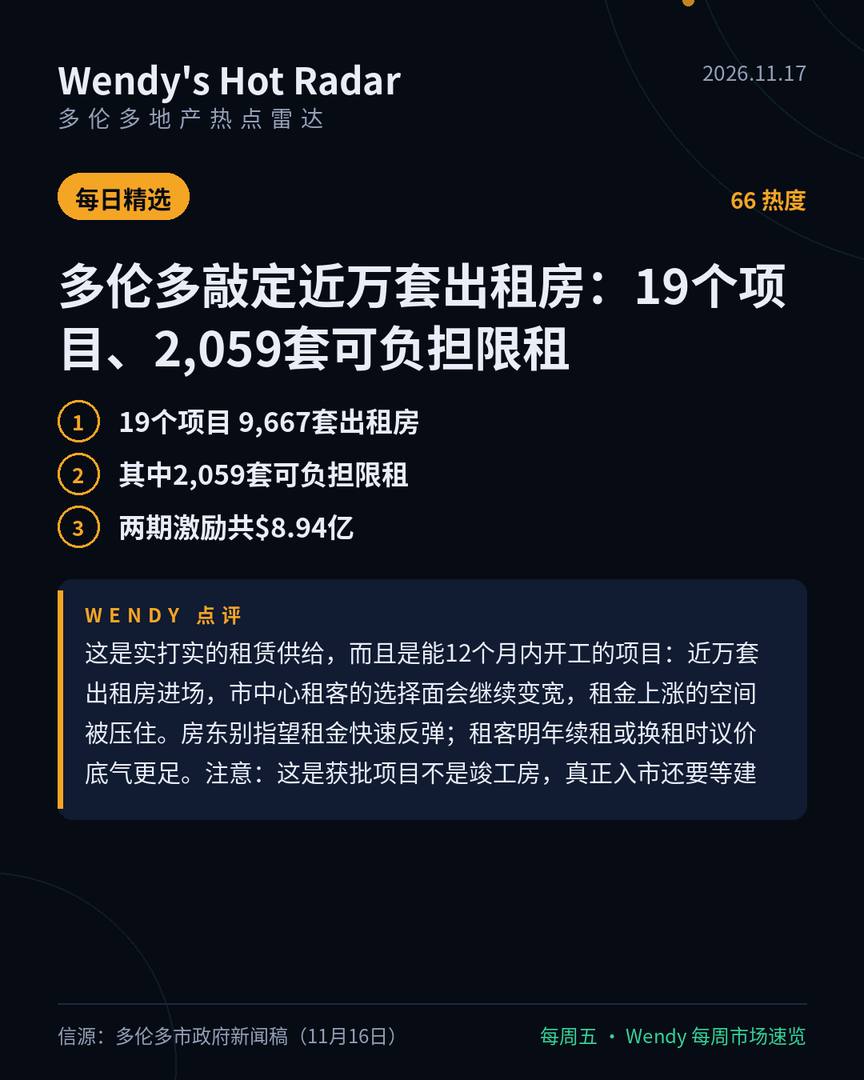 Wendy's Hot Radar
2026.11.17
多伦多地产热点雷达
每日精选
66 热度
多伦多敲定近万套出租房：19个项
目、2,059套可负担限租
1 19个项目 9,667套出租房
2 其中2,059套可负担限租
3 两期激励共$8.94亿
WENDY 点评
这是实打实的租赁供给，而且是能12个月内开工的项目：近万套
出租房进场，市中心租客的选择面会继续变宽，租金上涨的空间
被压住。房东别指望租金快速反弹；租客明年续租或换租时议价
底气更足。注意：这是获批项目不是竣工房，真正入市还要等建
信源：多伦多市政府新闻稿（11月16日）
每周五 · Wendy 每周市场速览